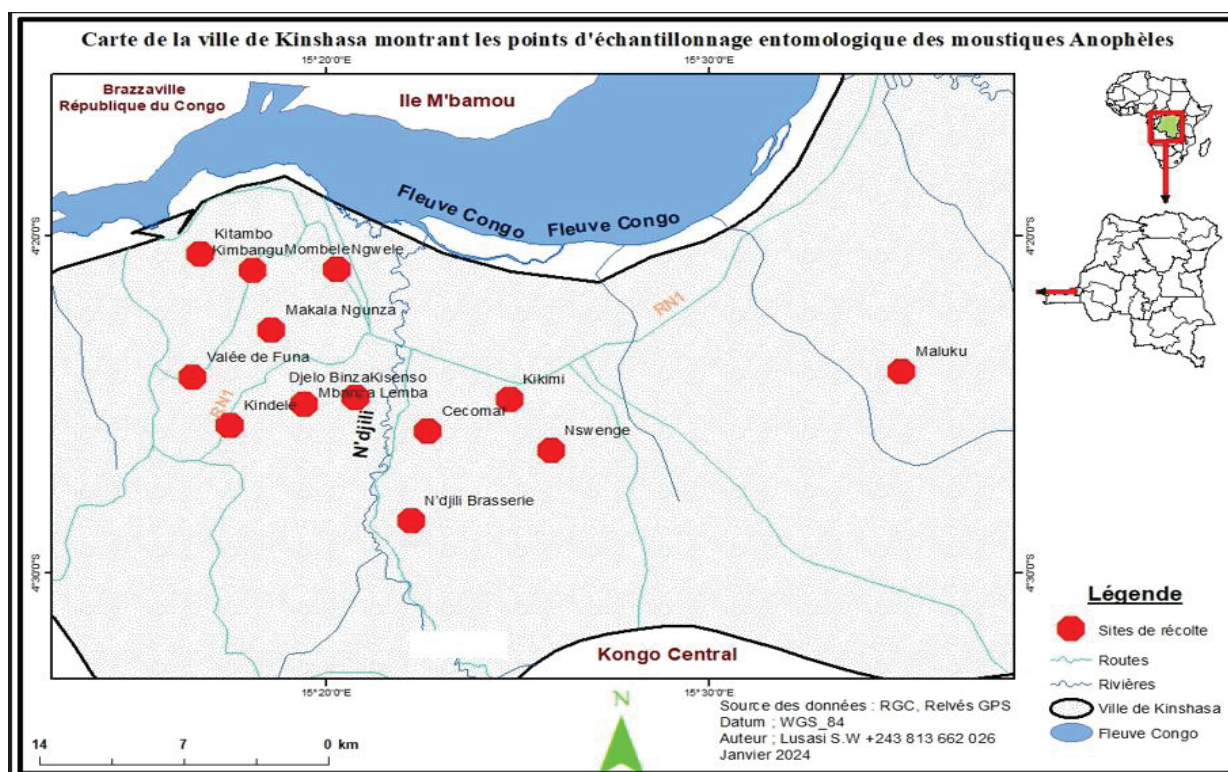 Carte de la ville de Kinshasa montrant les points d'échantillonnage entomologique des moustiques Anophèles
15°20'0"E
15°30'0"E
Brazzaville
République du Congo
Ile M'bamou
Fleuve Congo
Fleuve Congo
4°20'0"S
4°20'0"S
Kitambo
Kimbangu
Mombele
Ngwele
RN1
Makala Ngunza
Maluku
Valée de Funa
Djelo Binza
Kisenso
Kikimi
Mbanza Lemba
RN1
Kindele
Cecomaf
N'djili
Nswenge
N'djili Brasserie
4°30'0"S
4°30'0"S
Kongo Central
15°20'0"E
15°30'0"E
Légende
Sites de récolte
Routes
Rivières
Ville de Kinshasa
Fleuve Congo
N
Source des données : RGC, Relvés GPS
Datum ; WGS_84
Auteur ; Lusasi S.W +243 813 662 026
Janvier 2024
14 7 0 km